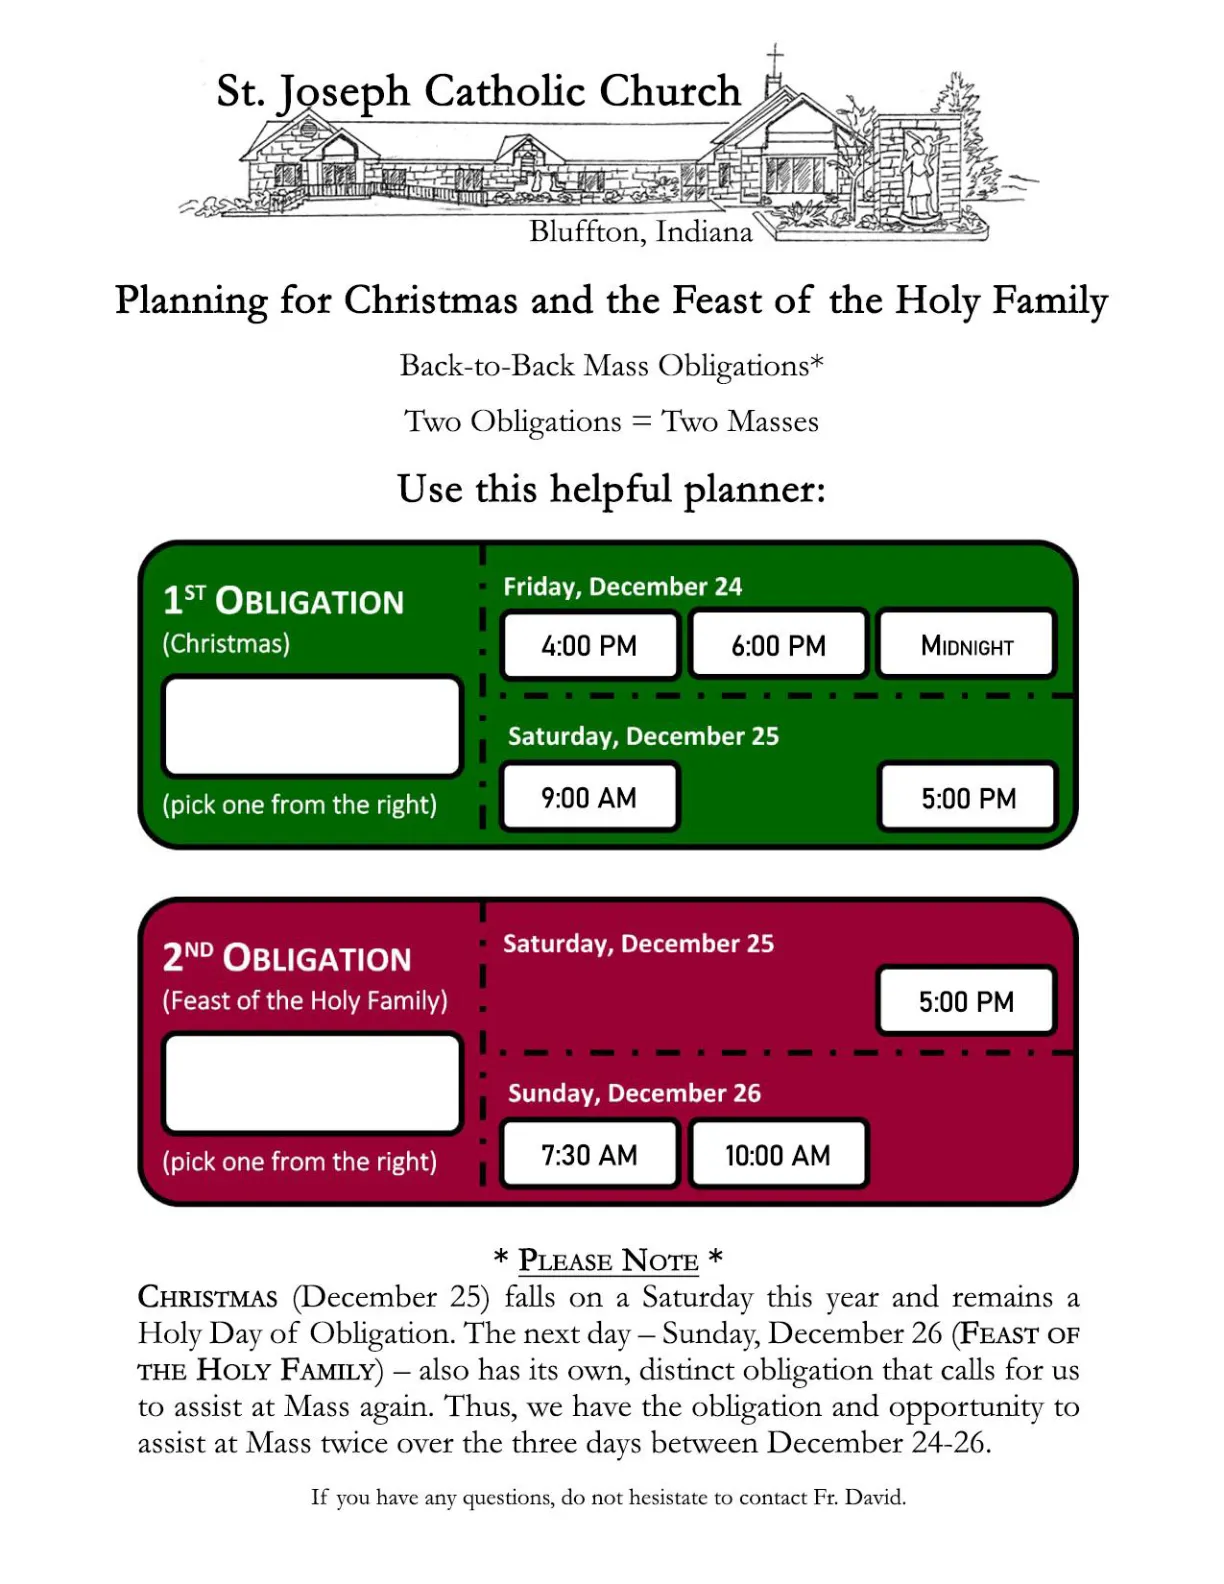 St. Joseph Catholic Church
Bluffton, Indiana
Planning for Christmas and the Feast of the Holy Family
Back-to-Back Mass Obligations*
Two Obligations = Two Masses
Use this helpful planner:
1ST OBLIGATION
(Christmas)
(pick one from the right)
Friday, December 24
4:00 PM 6:00 PM MIDNIGHT
Saturday, December 25
9:00 AM 5:00 PM
2ND OBLIGATION
(Feast of the Holy Family)
(pick one from the right)
Saturday, December 25
5:00 PM
Sunday, December 26
7:30 AM 10:00 AM
* PLEASE NOTE *
CHRISTMAS (December 25) falls on a Saturday this year and remains a
Holy Day of Obligation. The next day – Sunday, December 26 (FEAST OF
THE HOLY FAMILY) – also has its own, distinct obligation that calls for us
to assist at Mass again. Thus, we have the obligation and opportunity to
assist at Mass twice over the three days between December 24-26.
If you have any questions, do not hesistate to contact Fr. David.